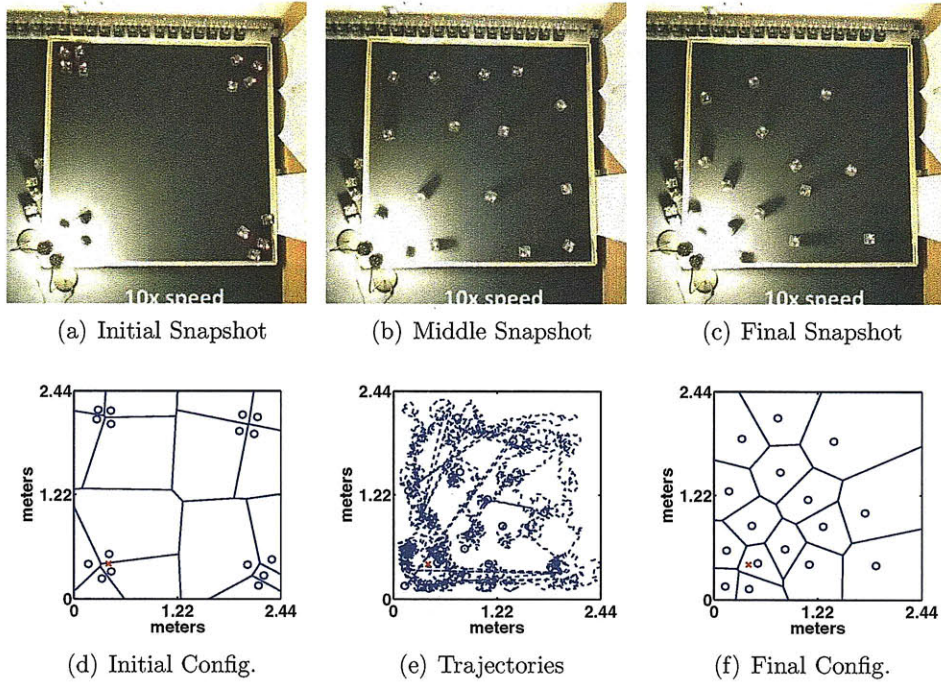 10x speed
10x speed
10x speed
(a) Initial Snapshot
(b) Middle Snapshot
(c) Final Snapshot
2.44
1.22
0
meters
0
1.22
2.44
meters
2.44
1.22
0
meters
0
1.22
2.44
meters
2.44
1.22
0
meters
0
1.22
2.44
meters
(d) Initial Config.
(e) Trajectories
(f) Final Config.